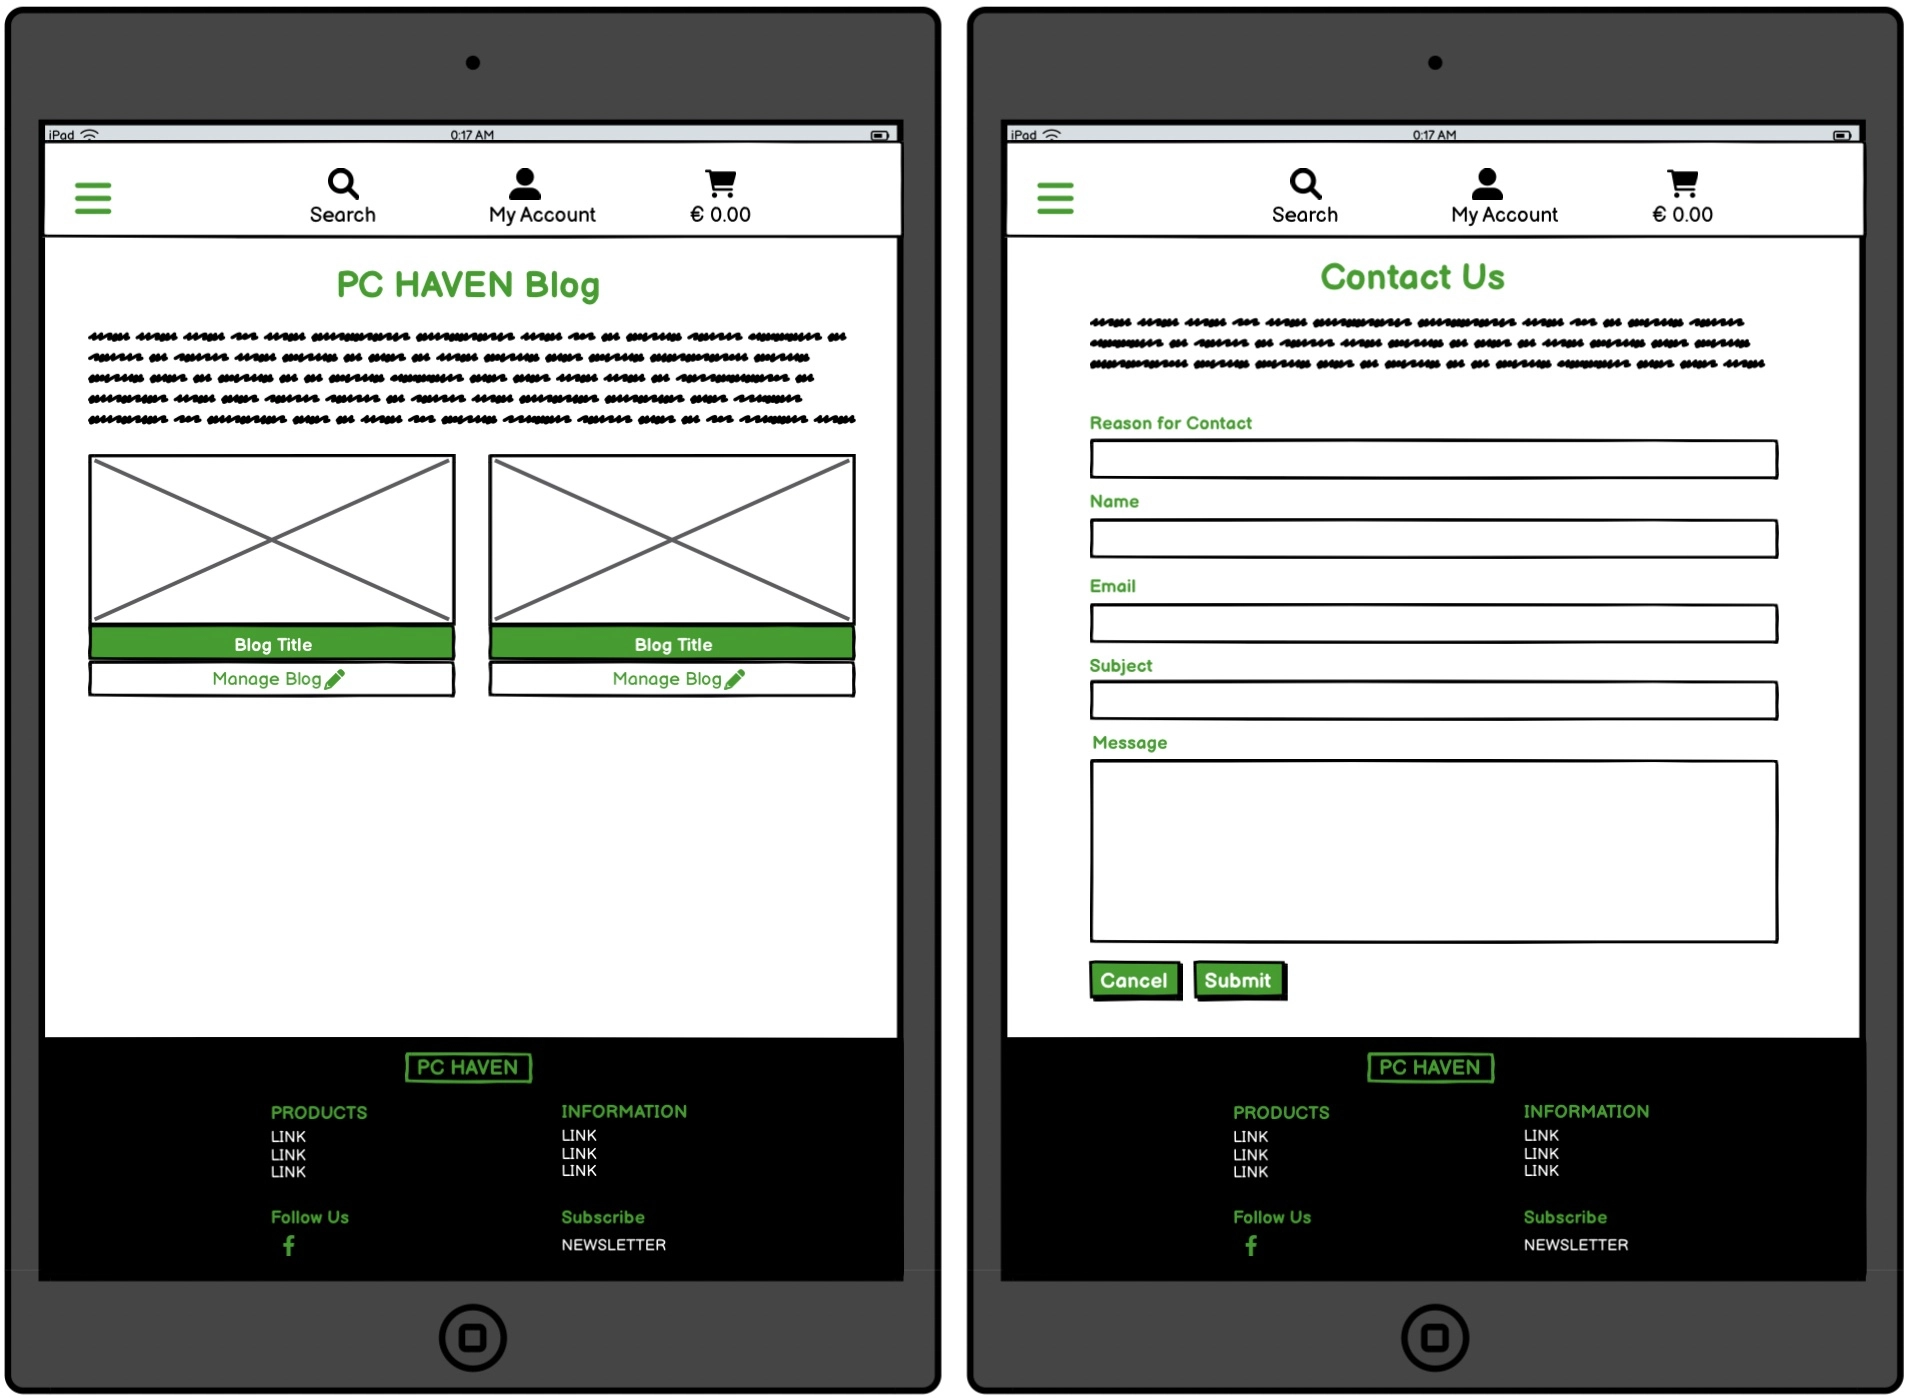 iPad
0:17 AM
Search
My Account
€ 0.00
PC HAVEN Blog
Blog Title
Manage Blog
Blog Title
Manage Blog
PC HAVEN
PRODUCTS
LINK
LINK
LINK
INFORMATION
LINK
LINK
LINK
Follow Us
Subscribe
NEWSLETTER
iPad
0:17 AM
Search
My Account
€ 0.00
Contact Us
Reason for Contact
Name
Email
Subject
Message
Cancel
Submit
PC HAVEN
PRODUCTS
LINK
LINK
LINK
INFORMATION
LINK
LINK
LINK
Follow Us
Subscribe
NEWSLETTER